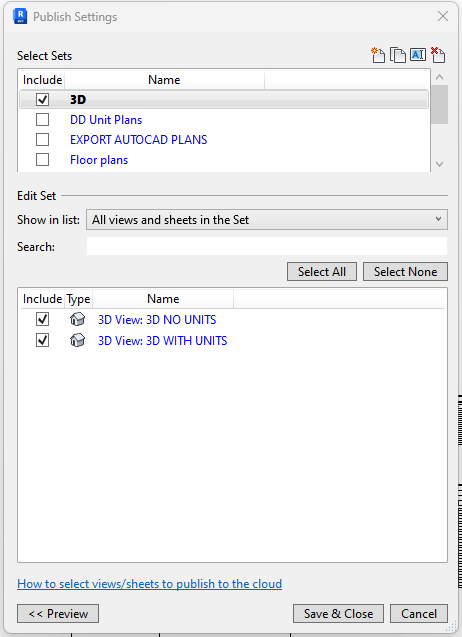 Publish Settings
Select Sets
Include Name
3D
DD Unit Plans
EXPORT AUTOCAD PLANS
Floor plans
Edit Set
Show in list: All views and sheets in the Set
Search:
Select All Select None
Include Type Name
3D View: 3D NO UNITS
3D View: 3D WITH UNITS
How to select views/sheets to publish to the cloud
<< Preview Save & Close Cancel